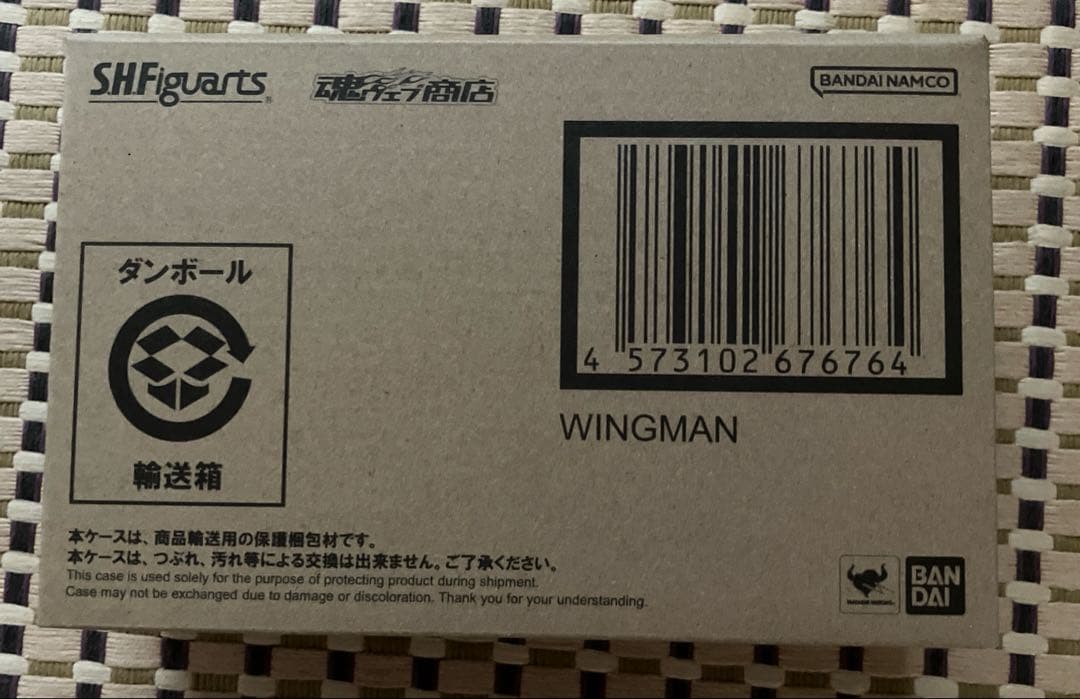 S.H.Figuarts®
魂ウェブ商店
BANDAI NAMCO
4 573102 676764
WINGMAN
ダンボール
輸送箱
本ケースは、商品輸送用の保護梱包材です。
本ケースは、つぶれ、汚れ等による交換は出来ません。ご了承ください。
This case is used solely for the purpose of protecting product during shipment.
Case may not be exchanged due to damage or discoloration. Thank you for your understanding.
BAN
DAI